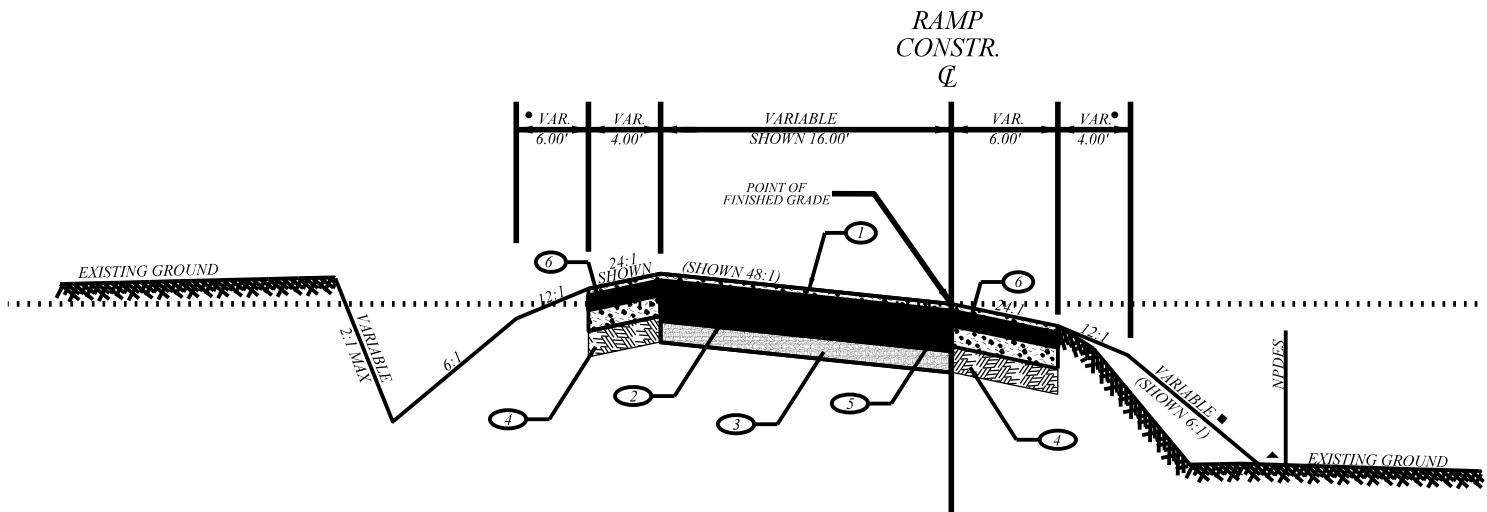 RAMP
CONSTR.
℄
VAR.
6.00'
VAR.
4.00'
VARIABLE
SHOWN 16.00'
VAR.
6.00'
VAR.
4.00'
POINT OF
FINISHED GRADE
1
6
24:1
SHOWN
(SHOWN 48:1)
6
EXISTING GROUND
12:1
24:1
12:1
VARIABLE
2:1 MAX
6:1
VARIABLE
(SHOWN 6:1)
NPDES
4
2
3
5
4
EXISTING GROUND